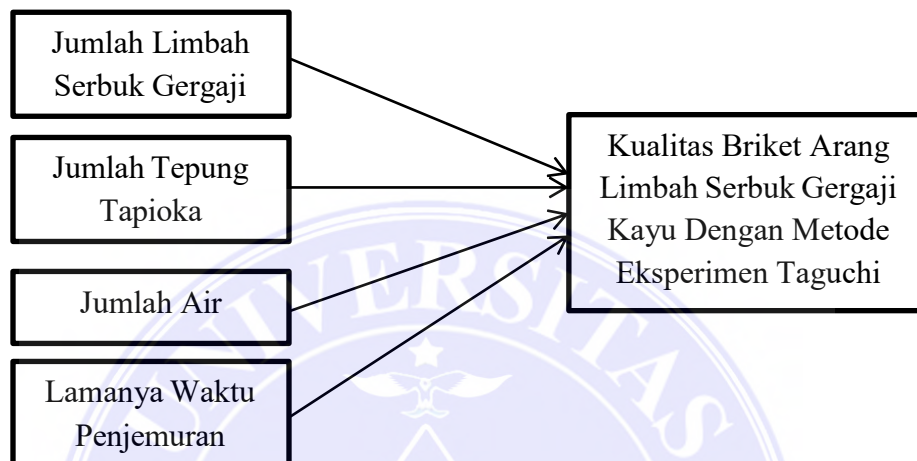 Jumlah Limbah
Serbuk Gergaji
Jumlah Tepung
Tapioka
Jumlah Air
Lamanya Waktu
Penjemuran
Kualitas Briket Arang
Limbah Serbuk Gergaji
Kayu Dengan Metode
Eksperimen Taguchi
UNIVERSITAS